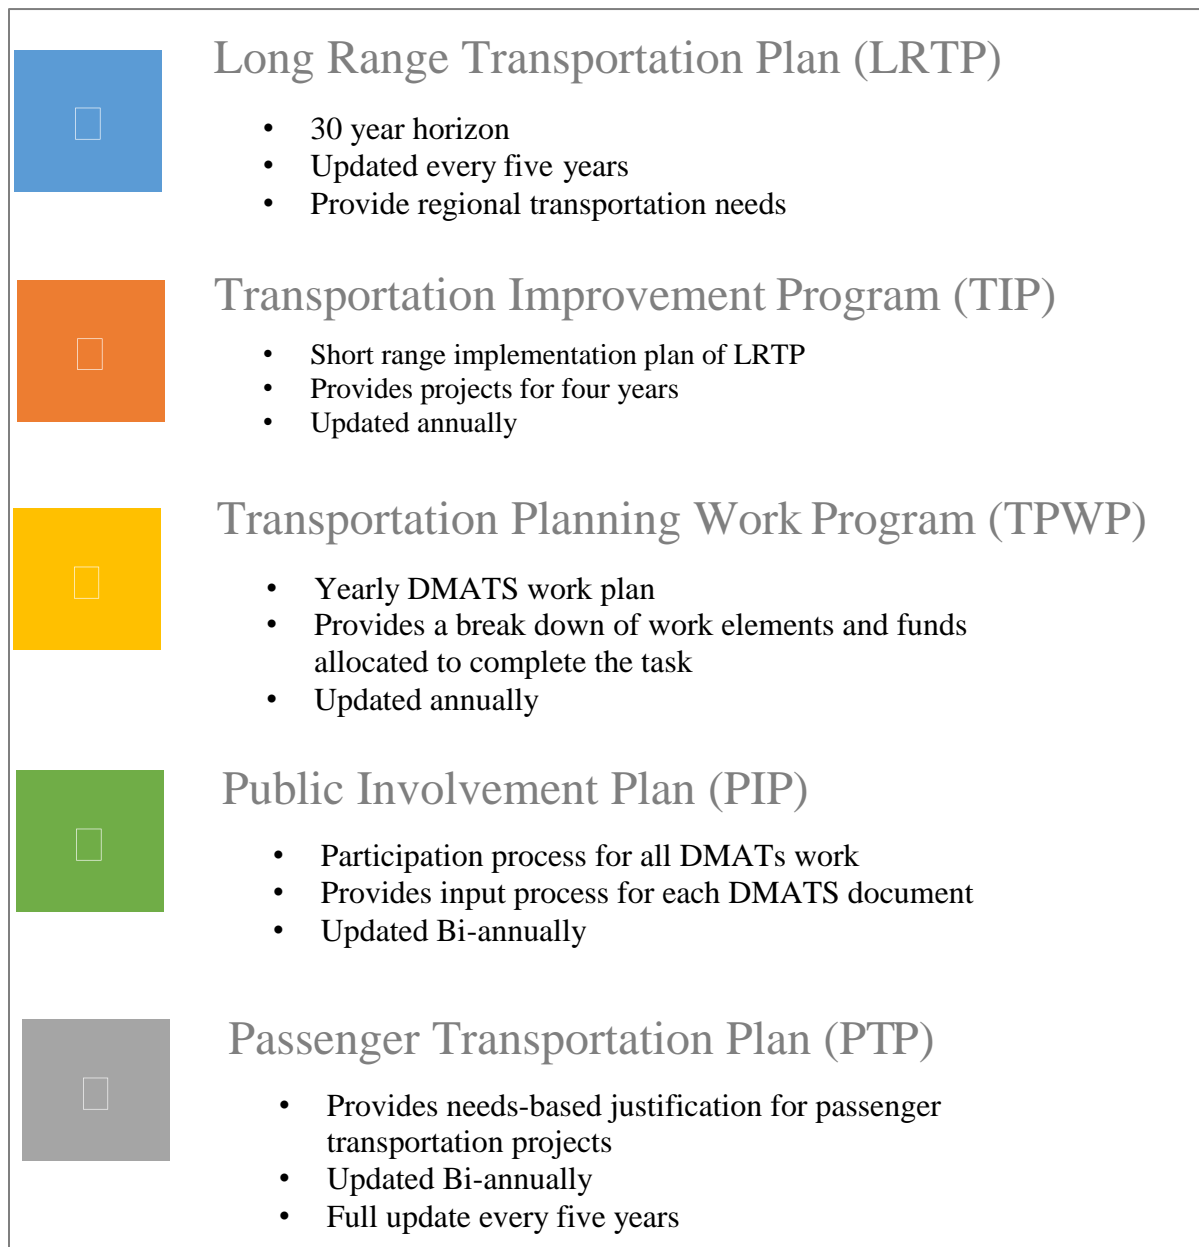 Long Range Transportation Plan (LRTP)
• 30 year horizon
• Updated every five years
• Provide regional transportation needs
Transportation Improvement Program (TIP)
• Short range implementation plan of LRTP
• Provides projects for four years
• Updated annually
Transportation Planning Work Program (TPWP)
• Yearly DMATS work plan
• Provides a break down of work elements and funds
allocated to complete the task
• Updated annually
Public Involvement Plan (PIP)
• Participation process for all DMATs work
• Provides input process for each DMATS document
• Updated Bi-annually
Passenger Transportation Plan (PTP)
• Provides needs-based justification for passenger
transportation projects
• Updated Bi-annually
• Full update every five years